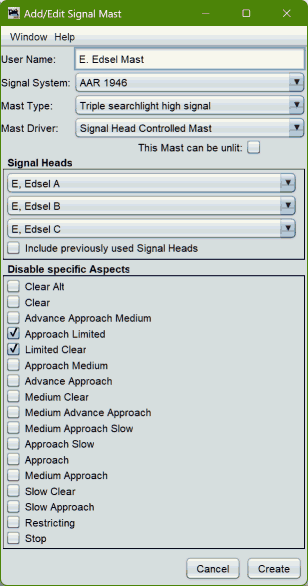 Add/Edit Signal Mast
Window Help
User Name: E. Edsel Mast
Signal System: AAR 1946
Mast Type: Triple searchlight high signal
Mast Driver: Signal Head Controlled Mast
This Mast can be unlit:
Signal Heads
E, Edsel A
E, Edsel B
E, Edsel C
Include previously used Signal Heads
Disable specific Aspects
Clear Alt
Clear
Advance Approach Medium
Approach Limited
Limited Clear
Approach Medium
Advance Approach
Medium Clear
Medium Advance Approach
Medium Approach Slow
Approach Slow
Approach
Medium Approach
Slow Clear
Slow Approach
Restricting
Stop
Cancel Create